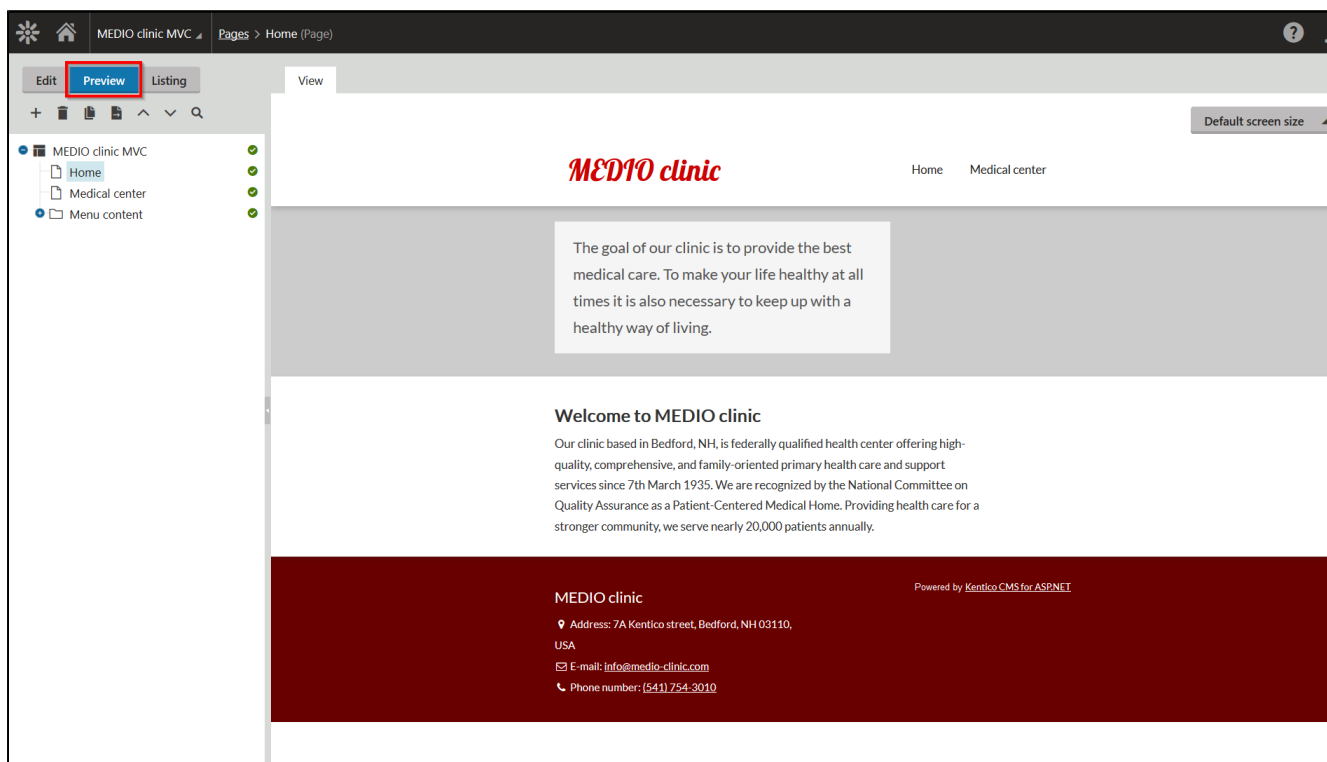 MEDIO clinic MVC Pages > Home (Page) ?
Edit Preview Listing
View
Default screen size
MEDIO clinic MVC
Home
Medical center
Menu content
MEDIO clinic
Home Medical center
The goal of our clinic is to provide the best
medical care. To make your life healthy at all
times it is also necessary to keep up with a
healthy way of living.
Welcome to MEDIO clinic
Our clinic based in Bedford, NH, is federally qualified health center offering high-
quality, comprehensive, and family-oriented primary health care and support
services since 7th March 1935. We are recognized by the National Committee on
Quality Assurance as a Patient-Centered Medical Home. Providing health care for a
stronger community, we serve nearly 20,000 patients annually.
MEDIO clinic
Address: 7A Kentico street, Bedford, NH 03110,
USA
E-mail: info@medio-clinic.com
Phone number: (541) 754-3010
Powered by Kentico CMS for ASP.NET